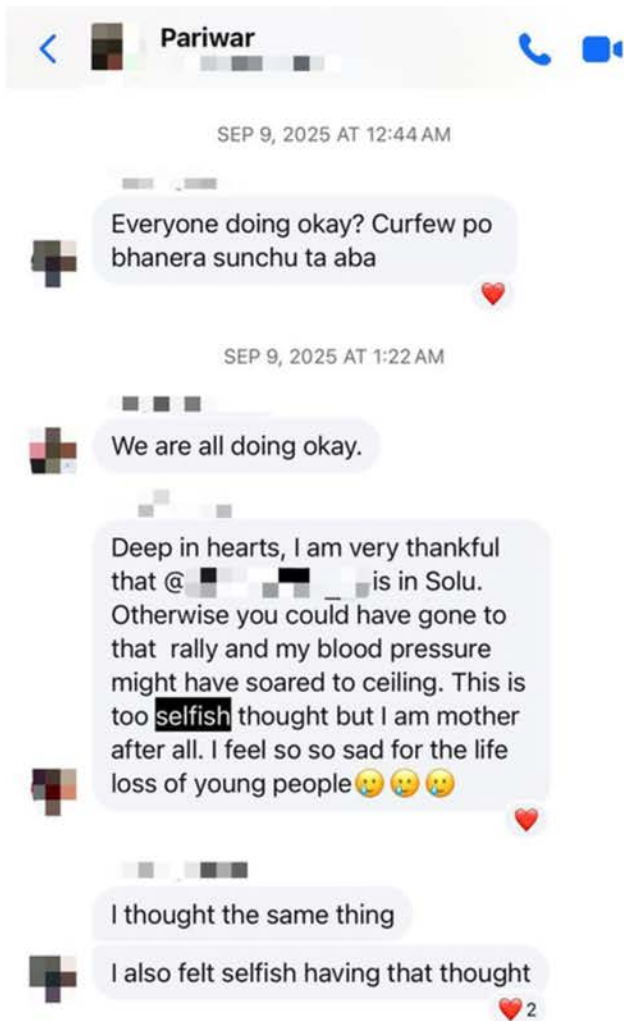 Pariwar
SEP 9, 2025 AT 12:44 AM
Everyone doing okay? Curfew po
bhanera sunchu ta aba
SEP 9, 2025 AT 1:22 AM
We are all doing okay.
Deep in hearts, I am very thankful
that @ is in Solu.
Otherwise you could have gone to
that rally and my blood pressure
might have soared to ceiling. This is
too selfish thought but I am mother
after all. I feel so so sad for the life
loss of young people🥲🥲🥲
I thought the same thing
I also felt selfish having that thought
2